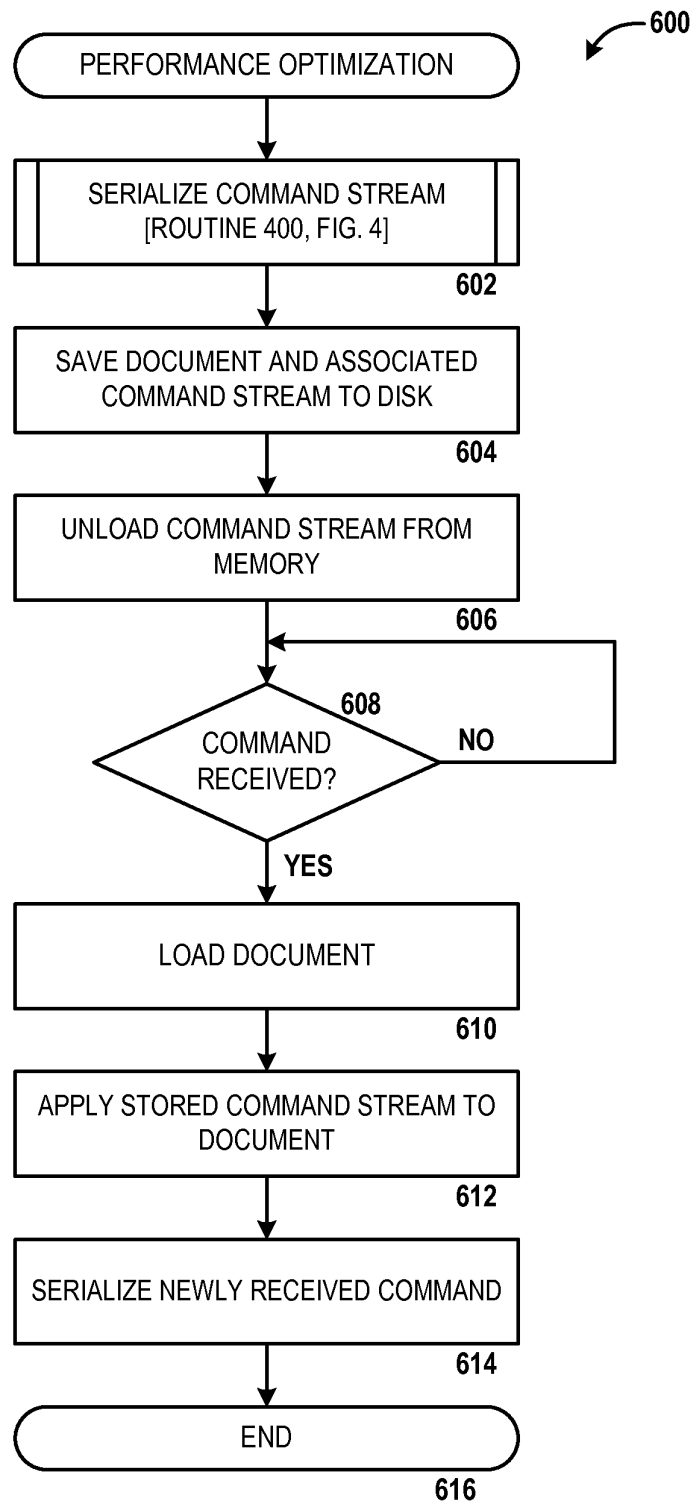 600
PERFORMANCE OPTIMIZATION
SERIALIZE COMMAND STREAM
[ROUTINE 400, FIG. 4]
602
SAVE DOCUMENT AND ASSOCIATED
COMMAND STREAM TO DISK
604
UNLOAD COMMAND STREAM FROM
MEMORY
606
608
COMMAND
RECEIVED?
NO
YES
LOAD DOCUMENT
610
APPLY STORED COMMAND STREAM TO
DOCUMENT
612
SERIALIZE NEWLY RECEIVED COMMAND
614
END
616